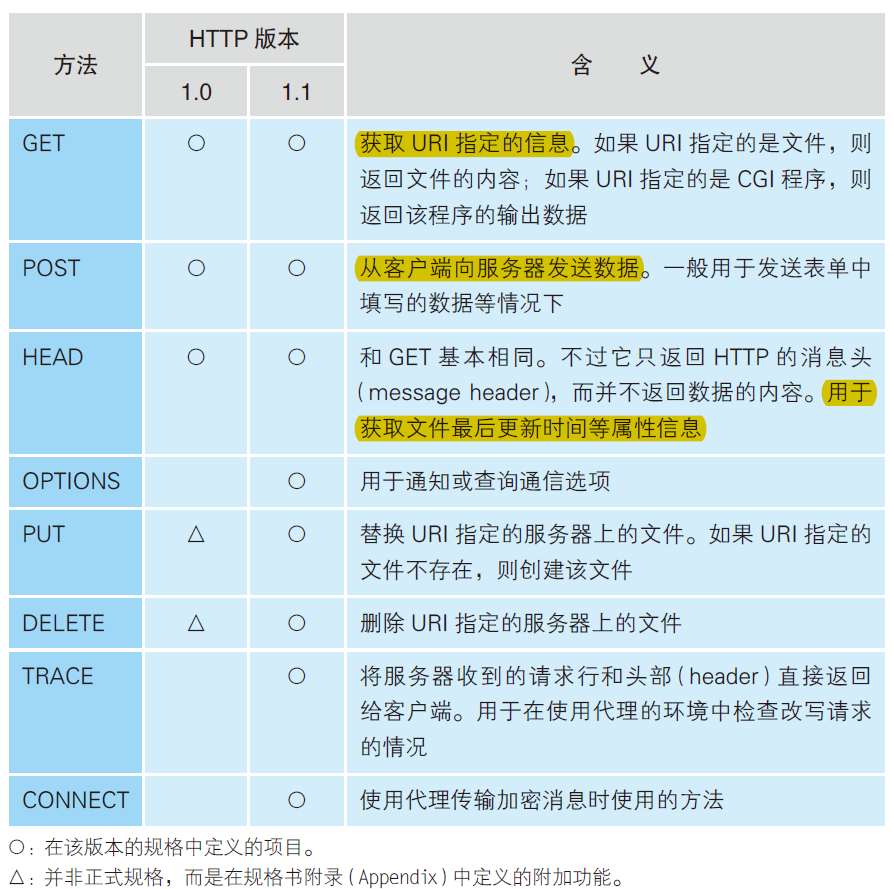 方法 HTTP 版本 含 义
1.0 1.1
GET ○ ○ 获取 URI 指定的信息。如果 URI 指定的是文件，则
返回文件的内容；如果 URI 指定的是 CGI 程序，则
返回该程序的输出数据
POST ○ ○ 从客户端向服务器发送数据。一般用于发送表单中
填写的数据等情况下
HEAD ○ ○ 和 GET 基本相同。不过它只返回 HTTP 的消息头
（message header），而并不返回数据的内容。用于
获取文件最后更新时间等属性信息
OPTIONS ○ 用于通知或查询通信选项
PUT △ ○ 替换 URI 指定的服务器上的文件。如果 URI 指定的
文件不存在，则创建该文件
DELETE △ ○ 删除 URI 指定的服务器上的文件
TRACE ○ 将服务器收到的请求行和头部（header）直接返回
给客户端。用于在使用代理的环境中检查改写请求
的情况
CONNECT ○ 使用代理传输加密消息时使用的方法
○：在该版本的规格中定义的项目。
△：并非正式规格，而是在规格书附录（Appendix）中定义的附加功能。